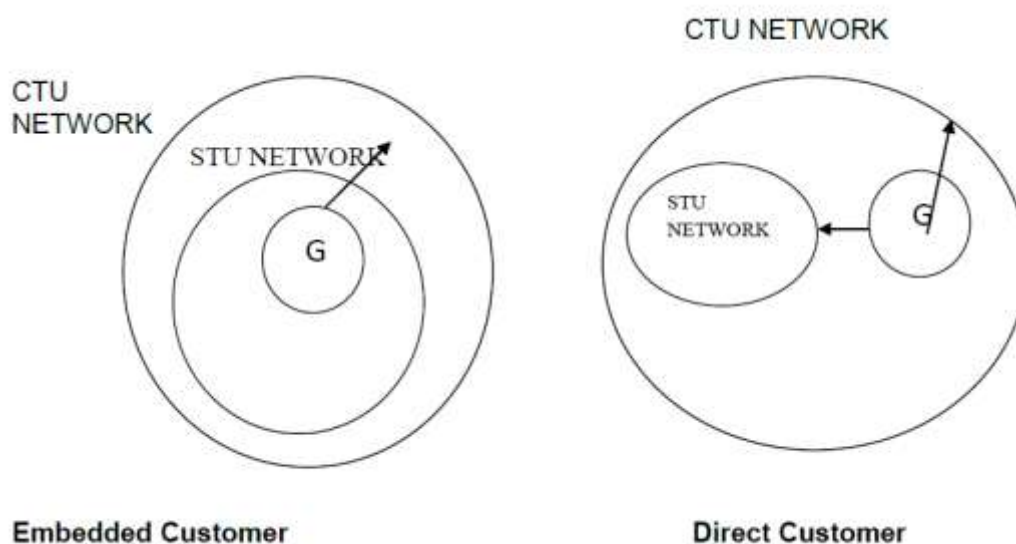 CTU NETWORK
CTU
NETWORK
STU NETWORK
G
STU
NETWORK
G
Embedded Customer
Direct Customer